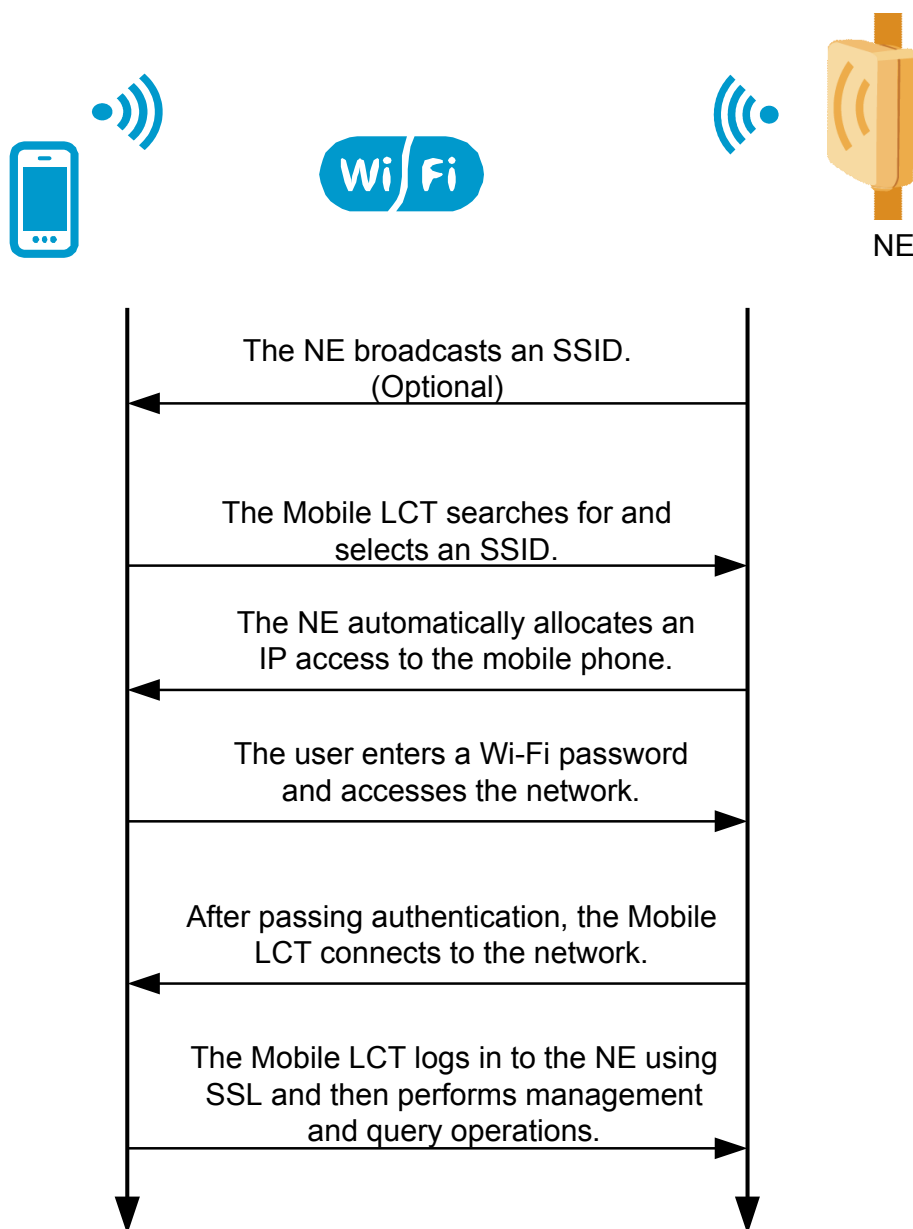 Wi Fi
NE
The NE broadcasts an SSID.
(Optional)
The Mobile LCT searches for and
selects an SSID.
The NE automatically allocates an
IP access to the mobile phone.
The user enters a Wi-Fi password
and accesses the network.
After passing authentication, the Mobile
LCT connects to the network.
The Mobile LCT logs in to the NE using
SSL and then performs management
and query operations.